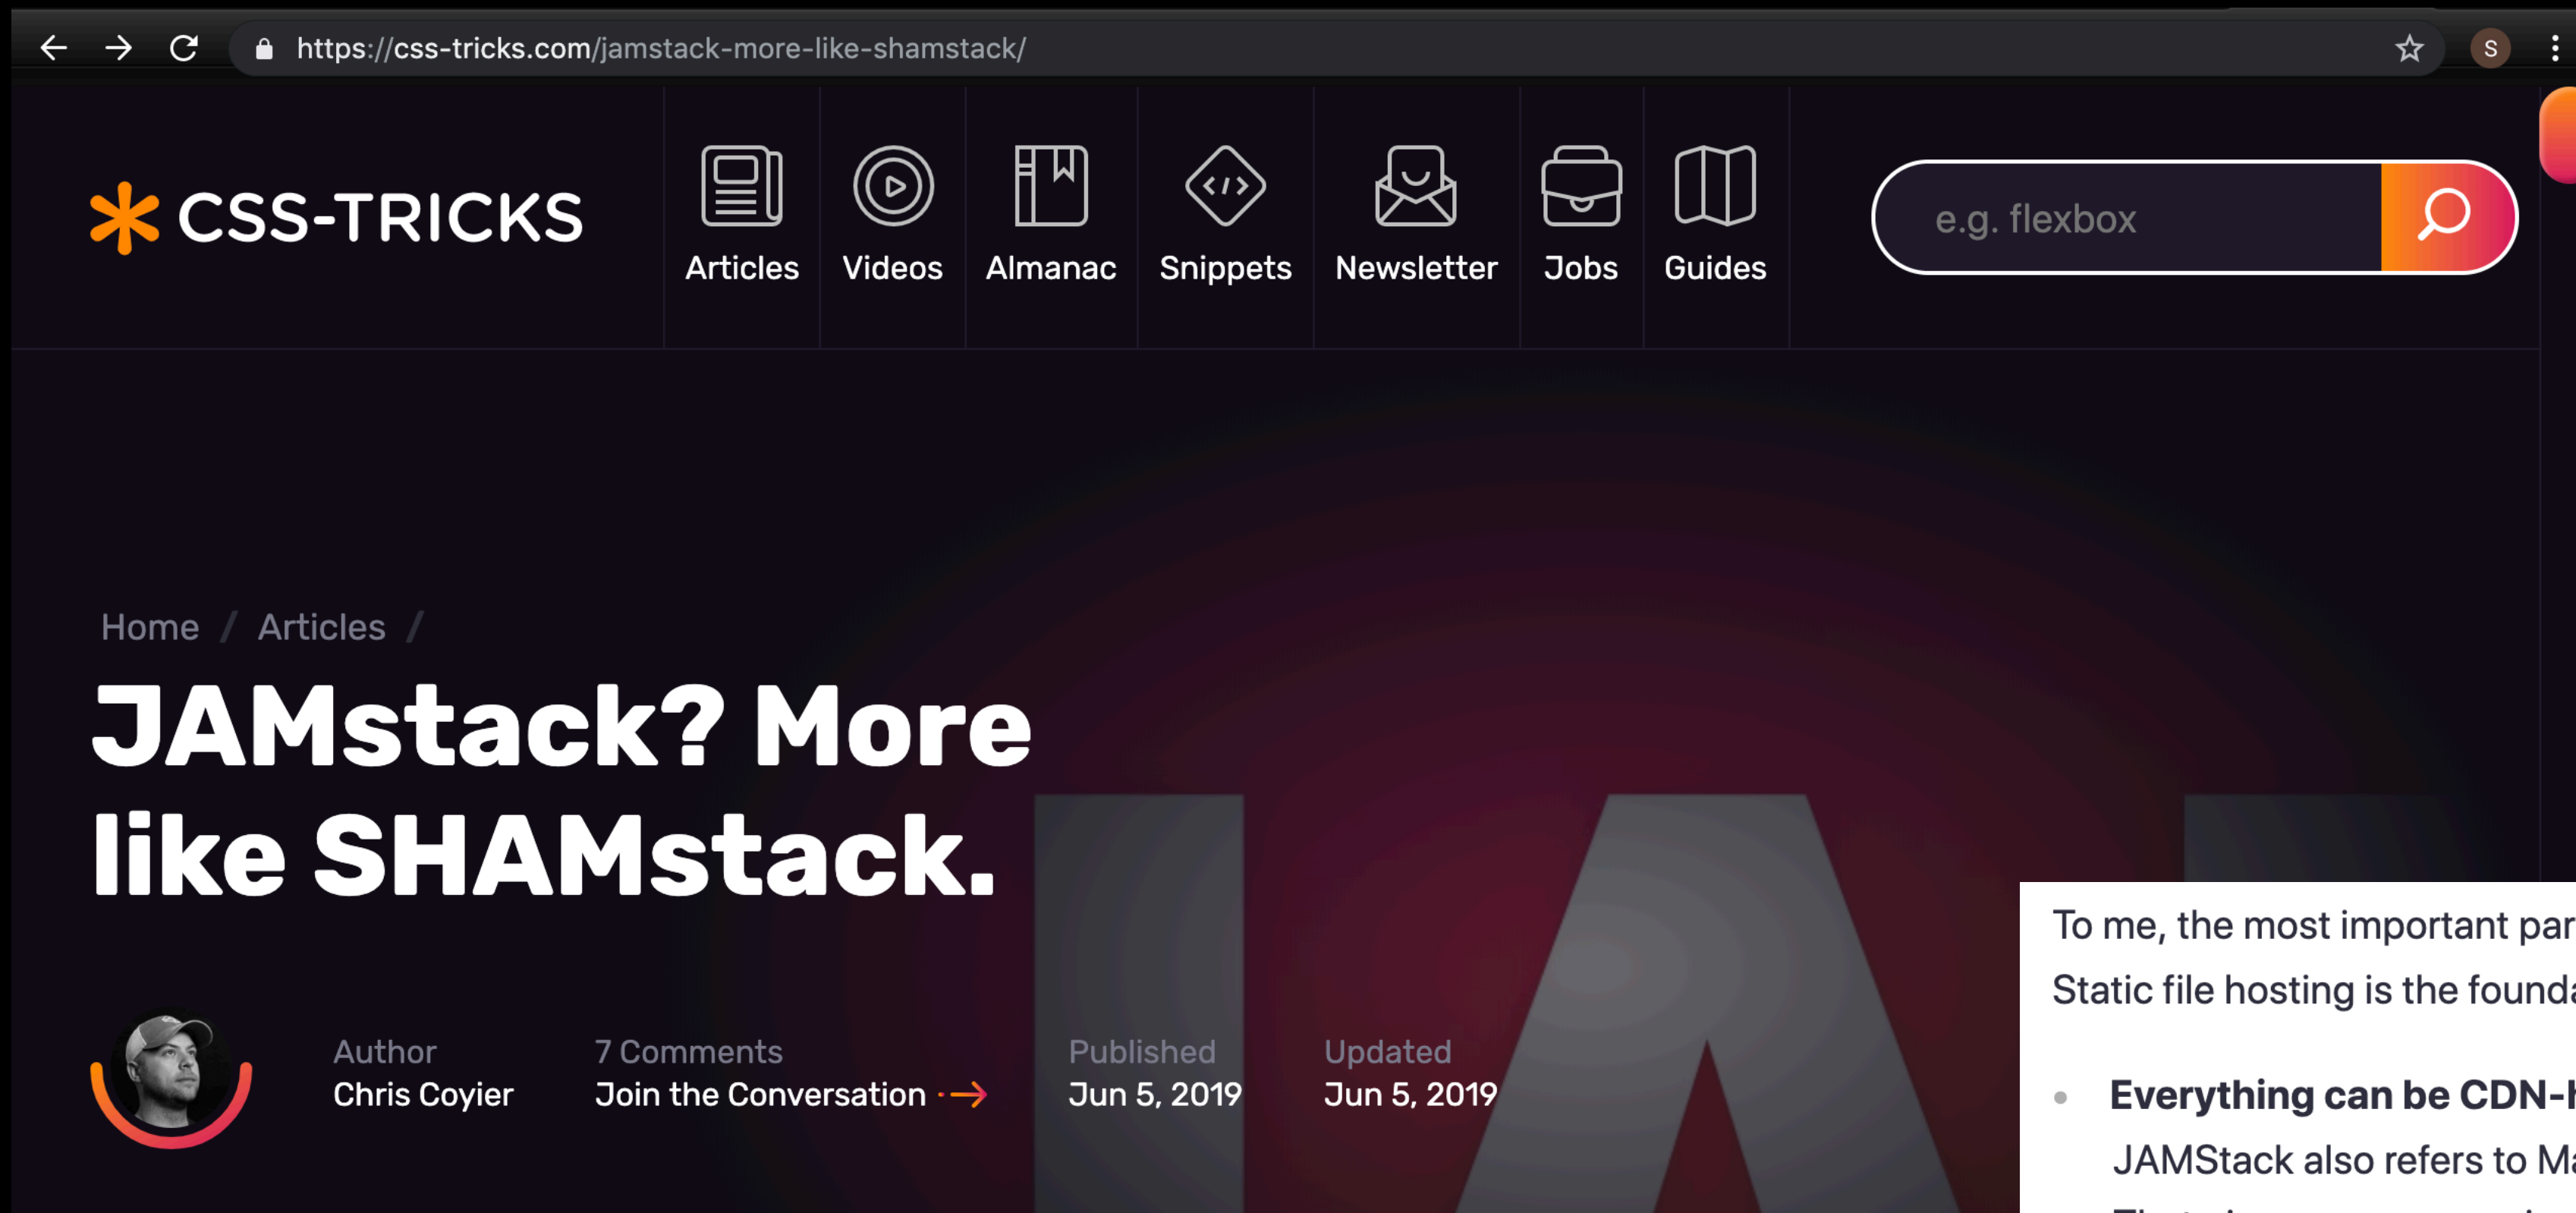 https://css-tricks.com/jamstack-more-like-shamstack/
S
CSS-TRICKS
Articles Videos Almanac Snippets Newsletter Jobs Guides
e.g. flexbox
Home / Articles /
JAMstack? More
like SHAMstack.
Author
Chris Coyier
7 Comments
Join the Conversation
Published
Jun 5, 2019
Updated
Jun 5, 2019
To me, the most important
Static file hosting is the
• Everything can be
JAMStack also refers to